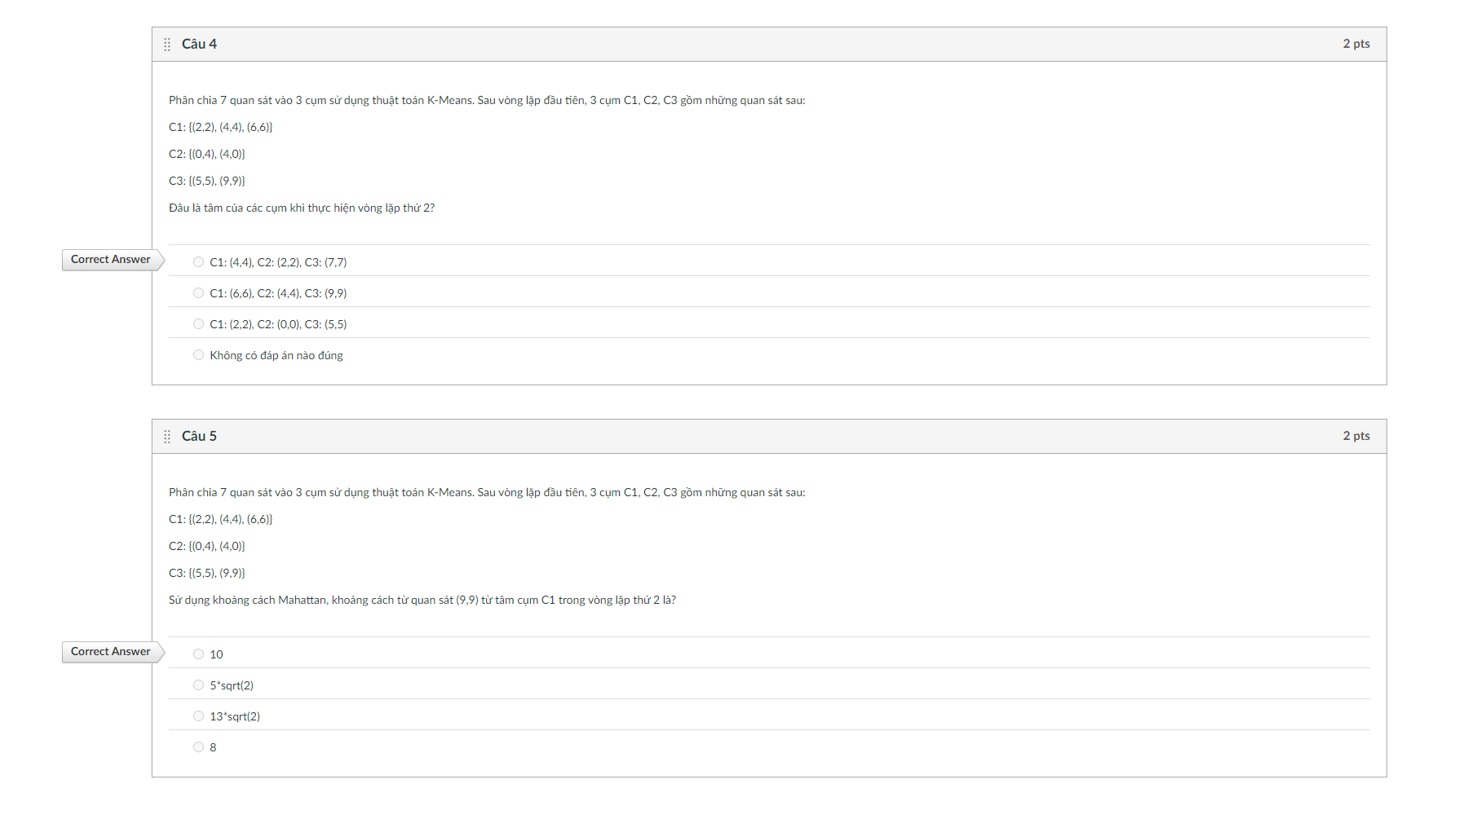 Câu 4
2 pts
Phân chia 7 quan sát vào 3 cụm sử dụng thuật toán K-Means. Sau vòng lặp đầu tiên, 3 cụm C1, C2, C3 gồm những quan sát sau:
C1: {(2,2), (4,4), (6,6)}
C2: {(0,4), (4,0)}
C3: {(5,5), (9,9)}
Đâu là tâm của các cụm khi thực hiện vòng lặp thứ 2?
Correct Answer
C1: (4,4), C2: (2,2), C3: (7,7)
C1: (6,6), C2: (4,4), C3: (9,9)
C1: (2,2), C2: (0,0), C3: (5,5)
Không có đáp án nào đúng
Câu 5
2 pts
Phân chia 7 quan sát vào 3 cụm sử dụng thuật toán K-Means. Sau vòng lặp đầu tiên, 3 cụm C1, C2, C3 gồm những quan sát sau:
C1: {(2,2), (4,4), (6,6)}
C2: {(0,4), (4,0)}
C3: {(5,5), (9,9)}
Sử dụng khoảng cách Mahattan, khoảng cách từ quan sát (9,9) từ tâm cụm C1 trong vòng lặp thứ 2 là?
Correct Answer
10
5*sqrt(2)
13*sqrt(2)
8